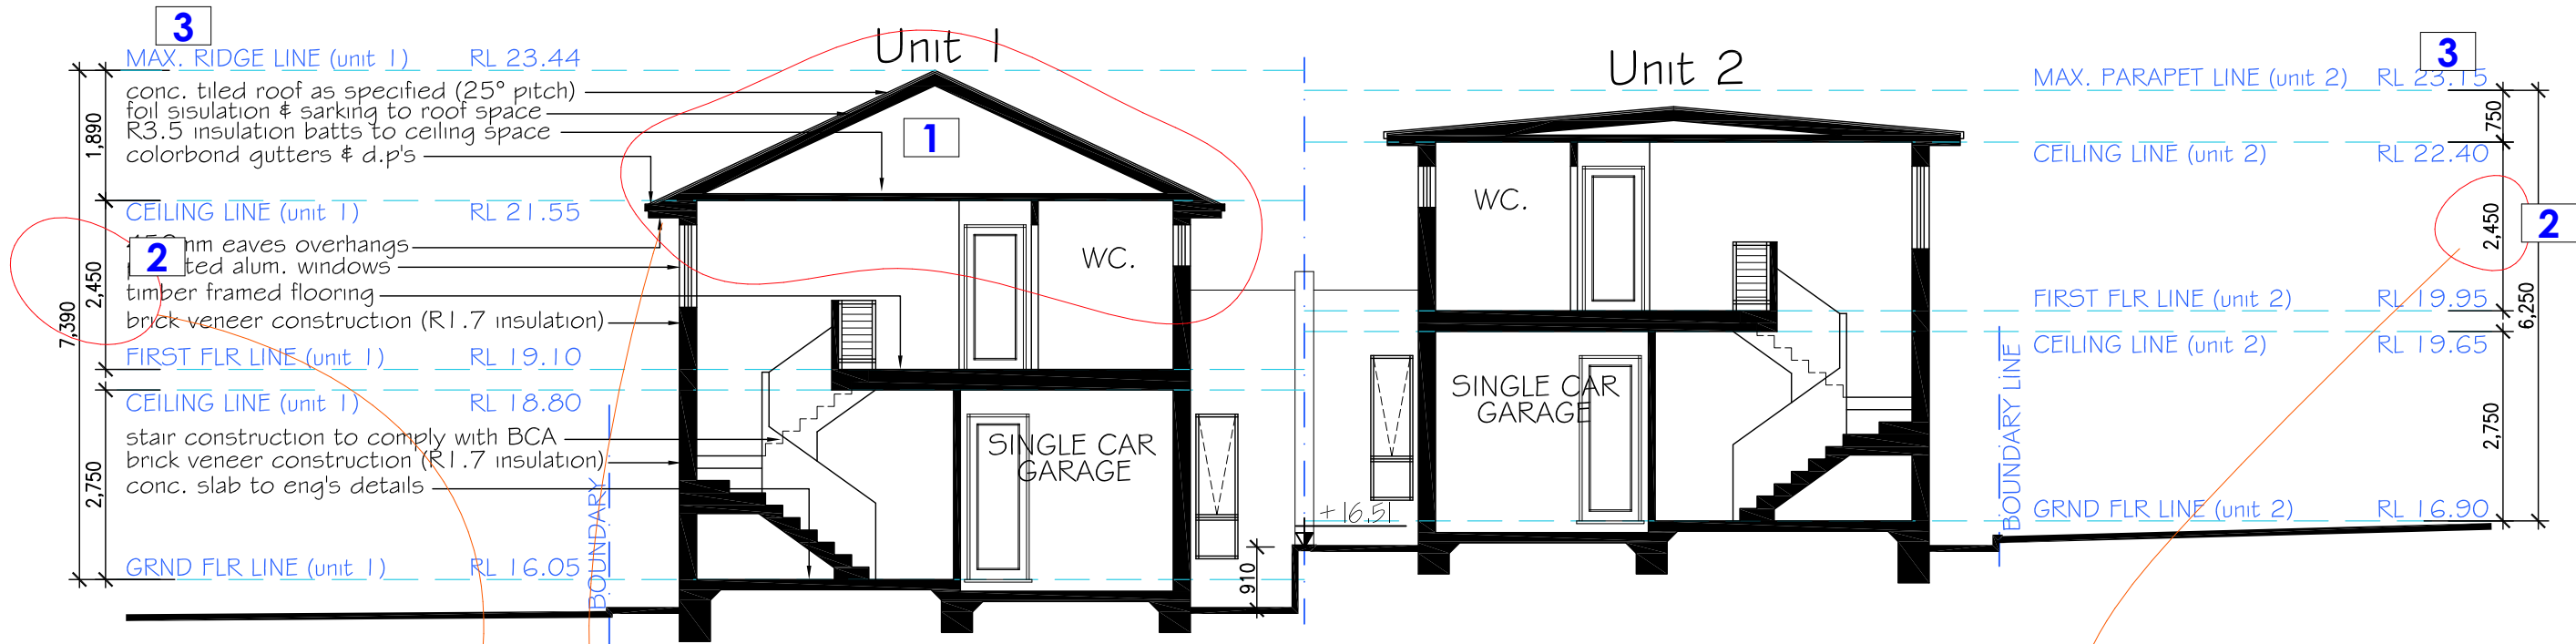 3
MAX. RIDGE LINE (unit 1) RL 23.44
conc. tiled roof as specified (25° pitch)
foil sisulation & sarking to roof space
R3.5 insulation batts to ceiling space
colorbond gutters & d.p's
CEILING LINE (unit 1) RL 21.55
eaves overhangs
2
alum. windows
timber framed flooring
brick veneer construction (R1.7 insulation)
FIRST FLR LINE (unit 1) RL 19.10
CEILING LINE (unit 1) RL 18.80
stair construction to comply with BCA
brick veneer construction (R1.7 insulation)
conc. slab to eng's details
GRND FLR LINE (unit 1) RL 16.05
1,890
2,450
7,390
2,750
BOUNDARY
Unit 1
1
WC.
SINGLE CAR
GARAGE
910
+16.51
Unit 2
WC.
SINGLE CAR
GARAGE
BOUNDARY LINE
3
MAX. PARAPET LINE (unit 2) RL 23.15
CEILING LINE (unit 2) RL 22.40
2
FIRST FLR LINE (unit 2) RL 19.95
CEILING LINE (unit 2) RL 19.65
GRND FLR LINE (unit 2) RL 16.90
750
2,450
6,250
2,750